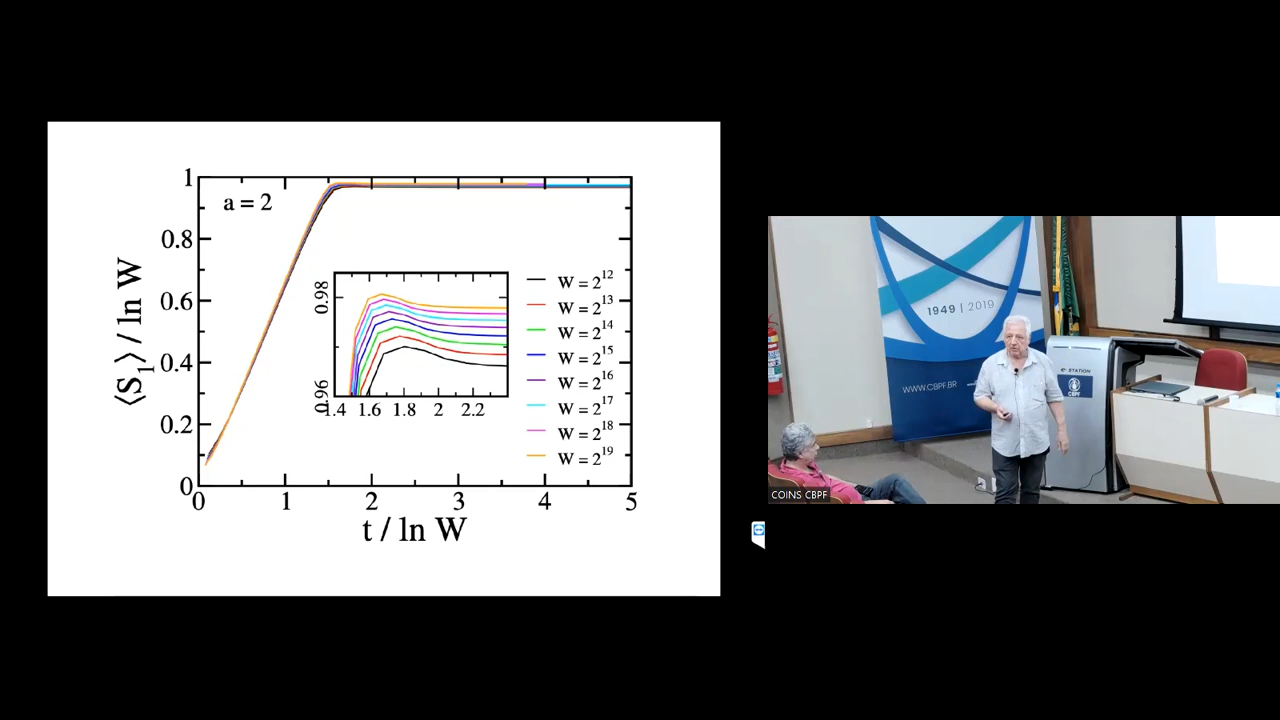 1
a = 2
0.8
0.6
0.4
0.2
0
⟨S₁⟩ / ln W
0.98
0.96
1.4 1.6 1.8 2 2.2
W = 2¹²
W = 2¹³
W = 2¹⁴
W = 2¹⁵
W = 2¹⁶
W = 2¹⁷
W = 2¹⁸
W = 2¹⁹
0 1 2 3 4 5
t / ln W
1949 | 2019
WWW.CBPF.BR
STATION
CBPF
COINS CBPF